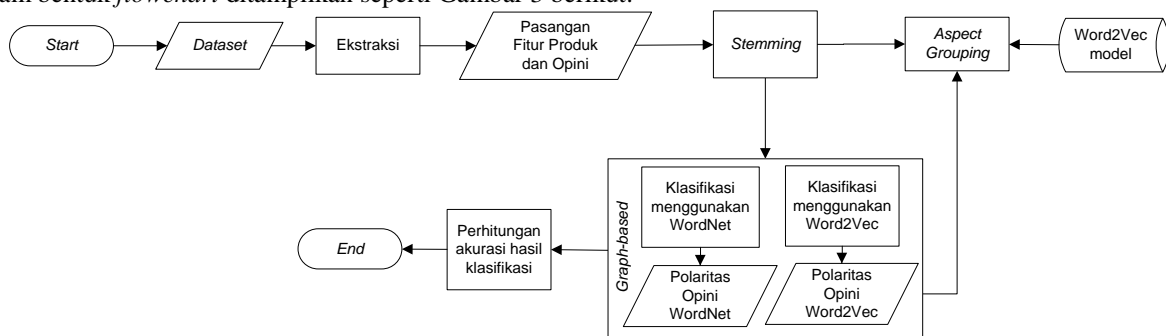 flowchart ditampilkan seperti Gambar 3 berikut.
Start
Dataset
Ekstraksi
Pasangan
Fitur Produk
dan Opini
Stemming
Aspect
Grouping
Word2Vec
model
Graph-based
Klasifikasi
menggunakan
WordNet
Klasifikasi
menggunakan
Word2Vec
Polaritas
Opini
WordNet
Polaritas
Opini
Word2Vec
Perhitungan
akurasi hasil
klasifikasi
End